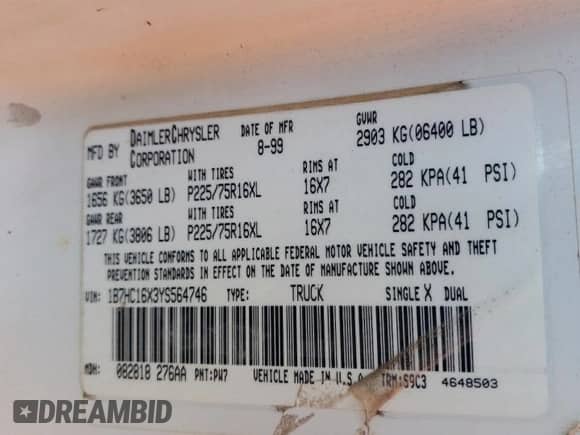 MFD BY DAIMLERCHRYSLER CORPORATION
DATE OF MFR 8-99
GVWR 2903 KG(06400 LB)
GAWR FRONT WITH TIRES RIMS AT COLD
1656 KG(3650 LB) P225/75R16XL 16X7 282 KPA(41 PSI)
GAWR REAR WITH TIRES RIMS AT COLD
1727 KG(3806 LB) P225/75R16XL 16X7 282 KPA(41 PSI)
THIS VEHICLE CONFORMS TO ALL APPLICABLE FEDERAL MOTOR VEHICLE SAFETY AND THEFT
PREVENTION STANDARDS IN EFFECT ON THE DATE OF MANUFACTURE SHOWN ABOVE.
VIN: 1B7HC16X3YS564746 TYPE: TRUCK SINGLE X DUAL
MDH: 082818 276AA PNT:PW7 VEHICLE MADE IN U.S.A. TRM:S9C3 4648503
DREAMBID